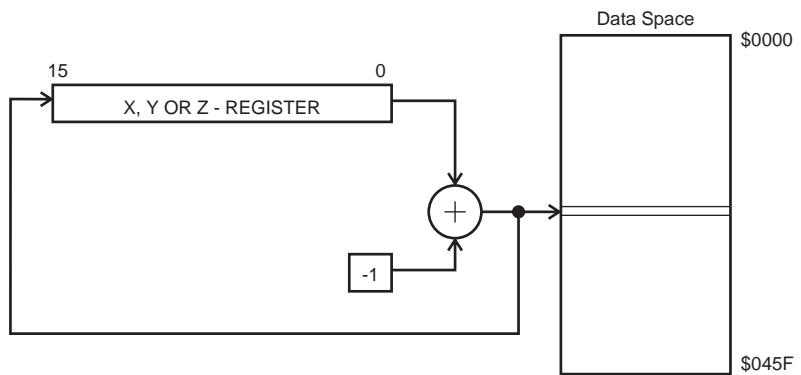 Data Space
$0000
15
0
X, Y OR Z - REGISTER
+
-1
$045F